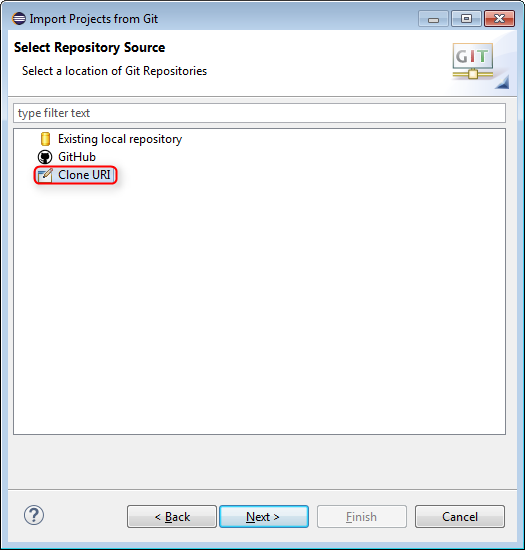 Import Projects from Git
Select Repository Source
Select a location of Git Repositories
GIT
type filter text
Existing local repository
GitHub
Clone URI
?
< Back
Next >
Finish
Cancel